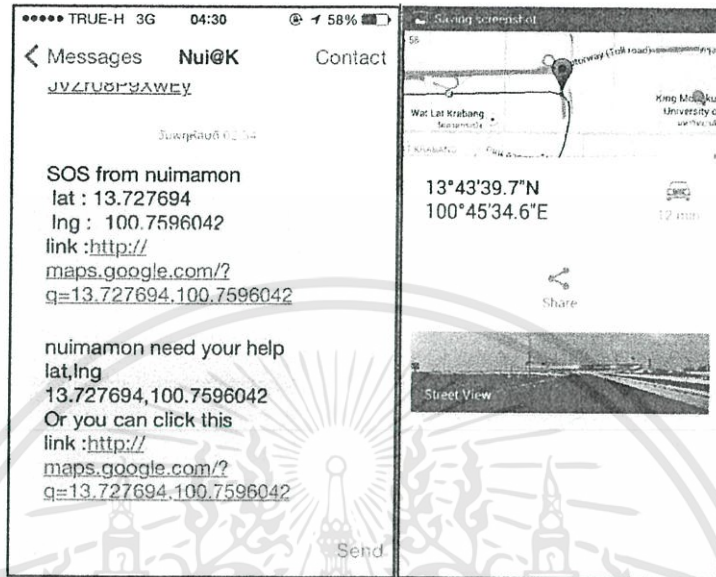 TRUE-H 3G 04:30 58%
Messages Nui@K Contact
SOS from nuimamon
lat : 13.727694
lng : 100.7596042
link :http://
maps.google.com/?
q=13.727694,100.7596042
nuimamon need your help
lat,lng
13.727694,100.7596042
Or you can click this
link :http://
maps.google.com/?
q=13.727694,100.7596042
Send
Saving screenshot
(Toll road)
Wat Lat Krabang
University
13°43'39.7"N
100°45'34.6"E
12 min
Share
Street View